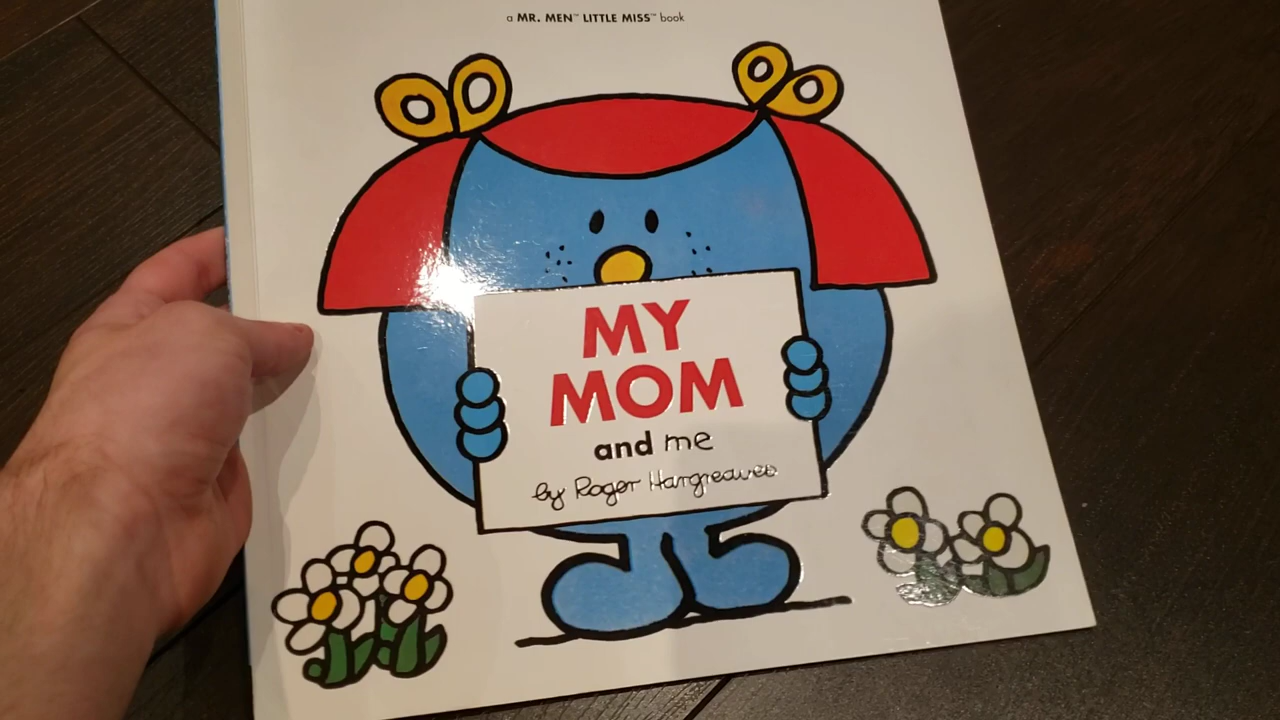 a MR. MEN™ LITTLE MISS™ book
MY
MOM
and me
by Roger Hargreaves